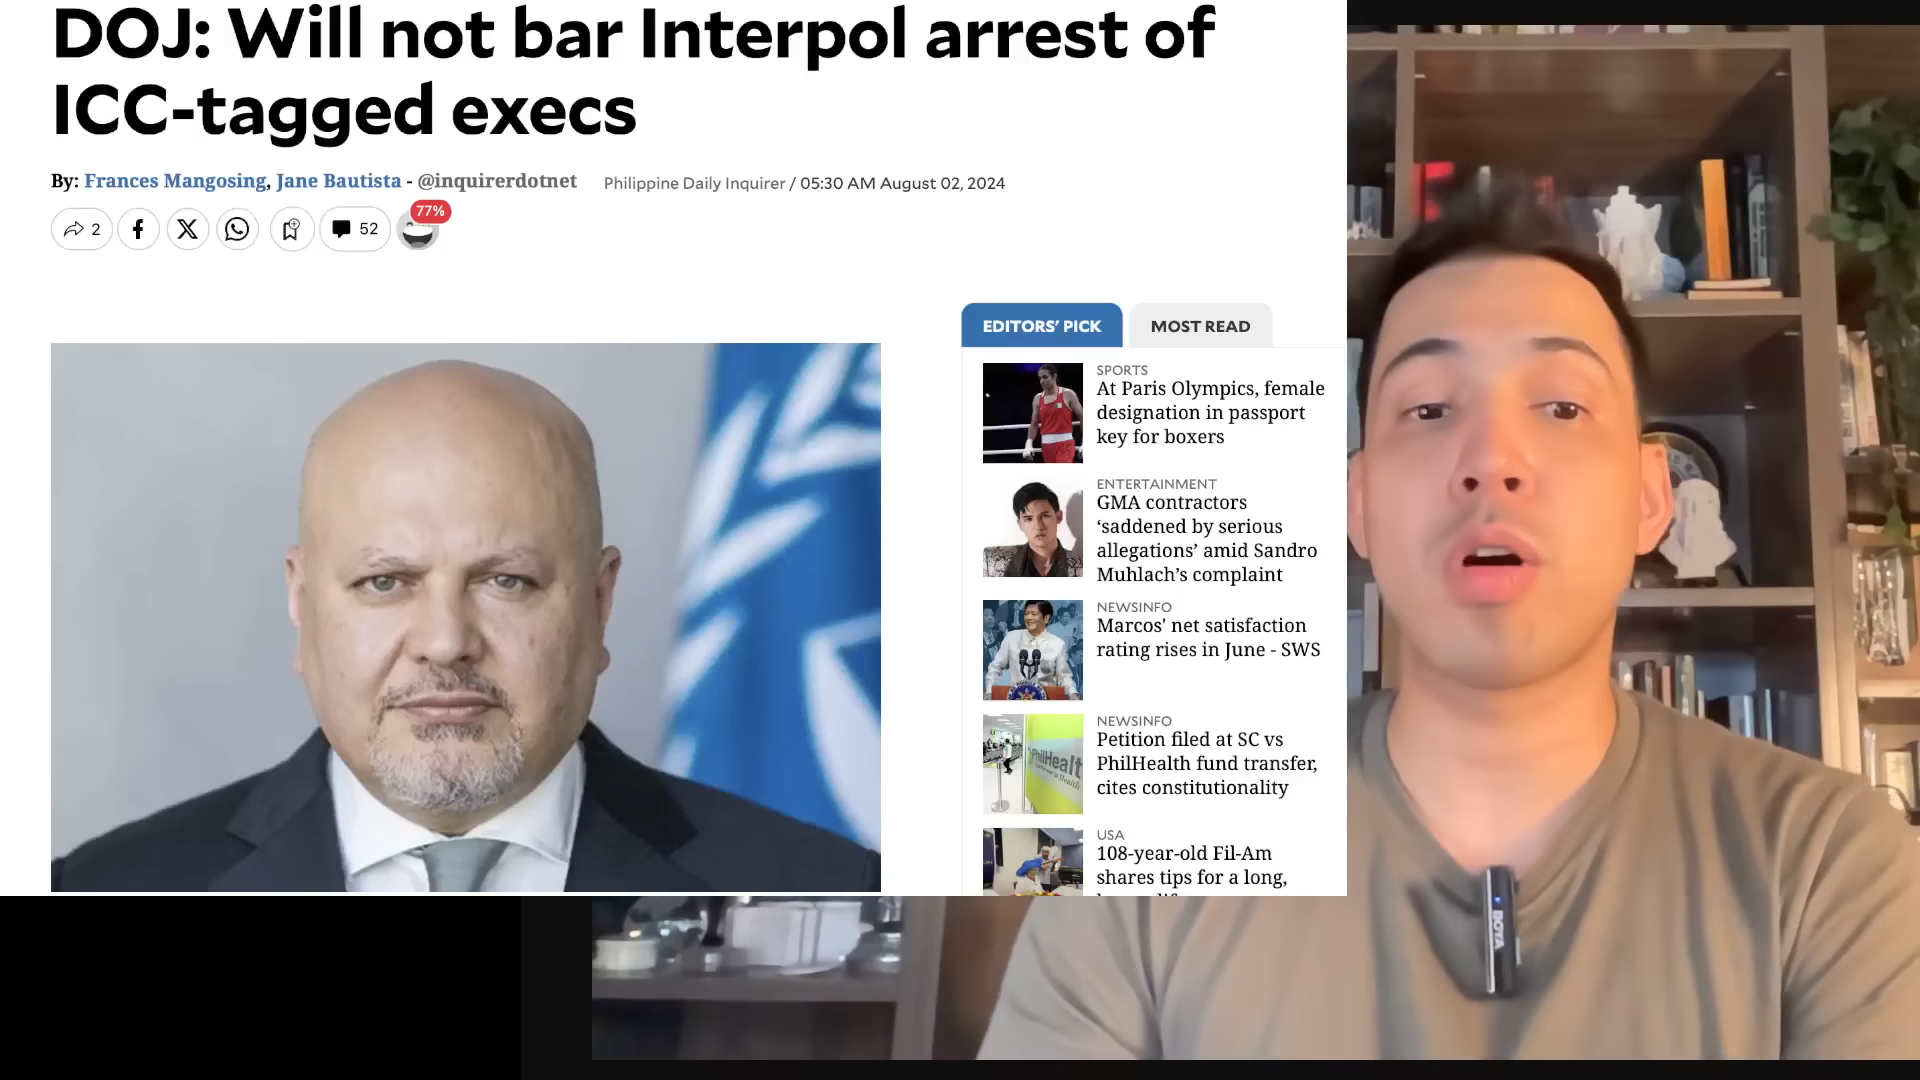 DOJ: Will not bar Interpol arrest of
ICC-tagged execs
By: Frances Mangosing, Jane Bautista - @inquirerdotnet
Philippine Daily Inquirer / 05:30 AM August 02, 2024
2
52
77%
EDITORS' PICK
MOST READ
SPORTS
At Paris Olympics, female
designation in passport
key for boxers
ENTERTAINMENT
GMA contractors
‘saddened by serious
allegations’ amid Sandro
Muhlach’s complaint
NEWSINFO
Marcos' net satisfaction
rating rises in June - SWS
NEWSINFO
Petition filed at SC vs
PhilHealth fund transfer,
cites constitutionality
USA
108-year-old Fil-Am
shares tips for a long,
PhilHealt
BOYA